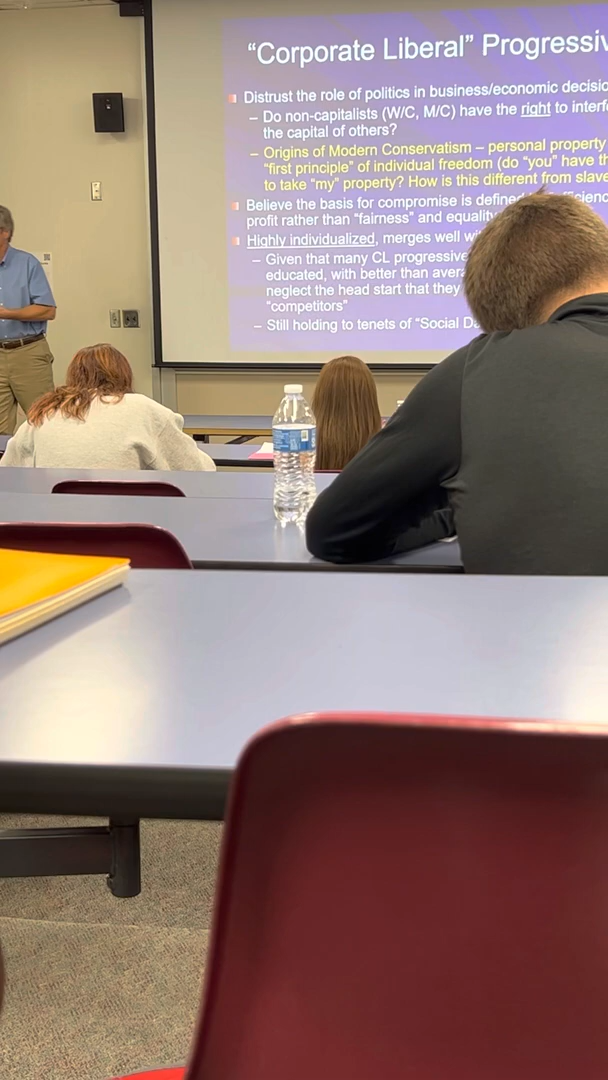 “Corporate Liberal” Progressiv
Distrust the role of politics in business/economic decisio
– Do non-capitalists (W/C, M/C) have the right to interfe
the capital of others?
– Origins of Modern Conservatism – personal property
“first principle” of individual freedom (do “you” have th
to take “my” property? How is this different from slave
Believe the basis for compromise is define
profit rather than “fairness” and equality
Highly individualized, merges well wi
– Given that many CL progressive
educated, with better than avera
neglect the head start that they
“competitors”
– Still holding to tenets of “Social Da